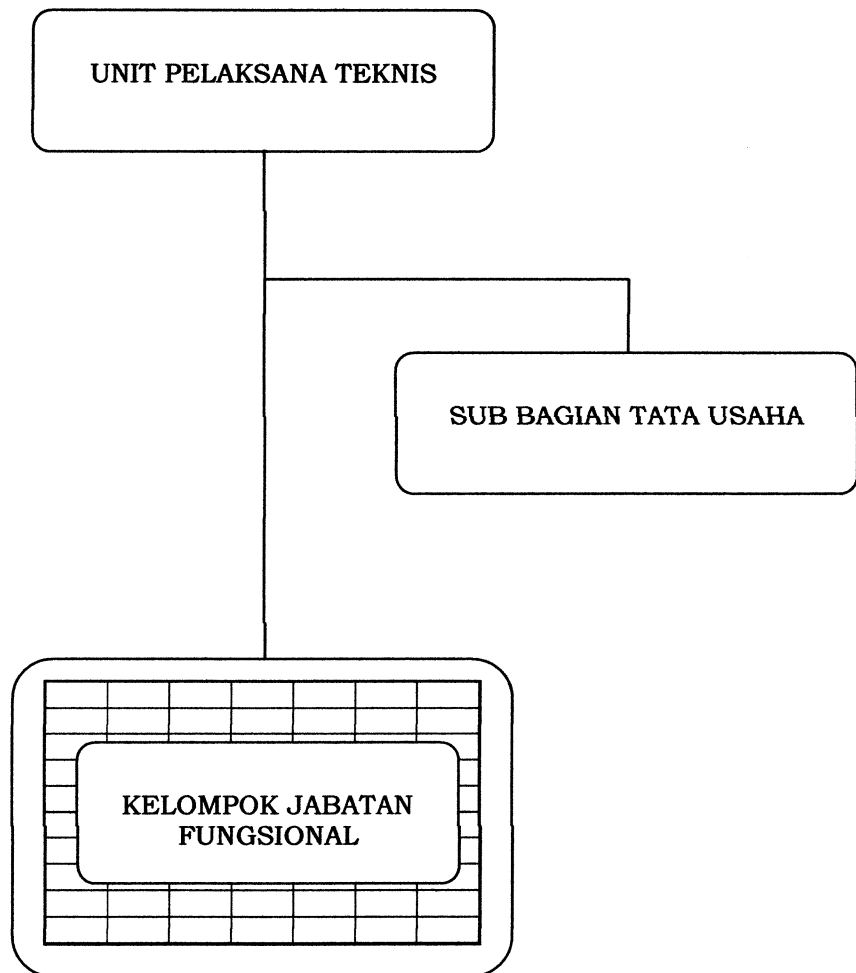 UNIT PELAKSANA TEKNIS
SUB BAGIAN TATA USAHA
KELOMPOK JABATAN
FUNGSIONAL